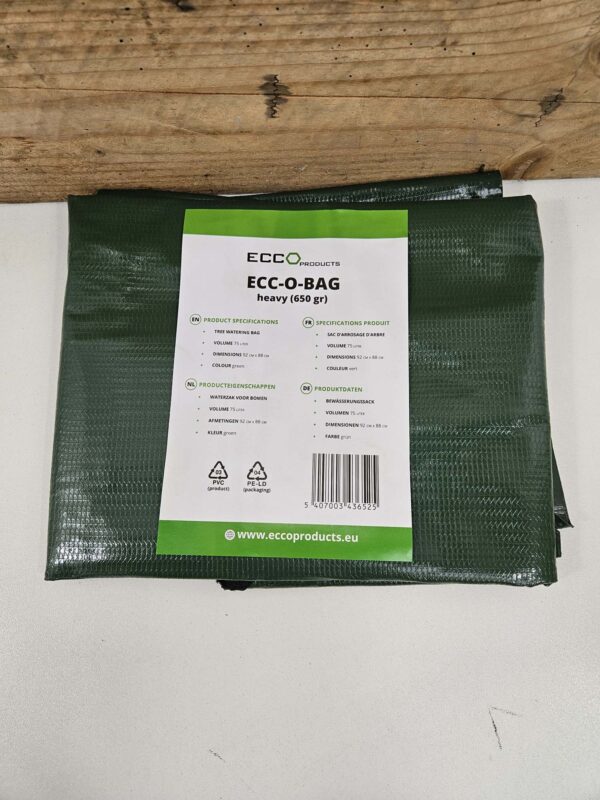 ECCO PRODUCTS
ECC-O-BAG
heavy (650 gr)
EN PRODUCT SPECIFICATIONS
• TREE WATERING BAG
• VOLUME 75 LITER
• DIMENSIONS 92 CM x 88 CM
• COLOUR green
FR SPECIFICATIONS PRODUIT
• SAC D'ARROSAGE D'ARBRE
• VOLUME 75 LITER
• DIMENSIONS 92 CM x 88 CM
• COULEUR vert
NL PRODUCTEIGENSCHAPPEN
• WATERZAK VOOR BOMEN
• VOLUME 75 LITER
• AFMETINGEN 92 CM x 88 CM
• KLEUR groen
DE PRODUKTDATEN
• BEWÄSSERUNGSSACK
• VOLUMEN 75 LITER
• DIMENSIONEN 92 CM x 88 CM
• FARBE grün
03
PVC
(product)
04
PE-LD
(packaging)
5 407003 436525
www.eccoproducts.eu